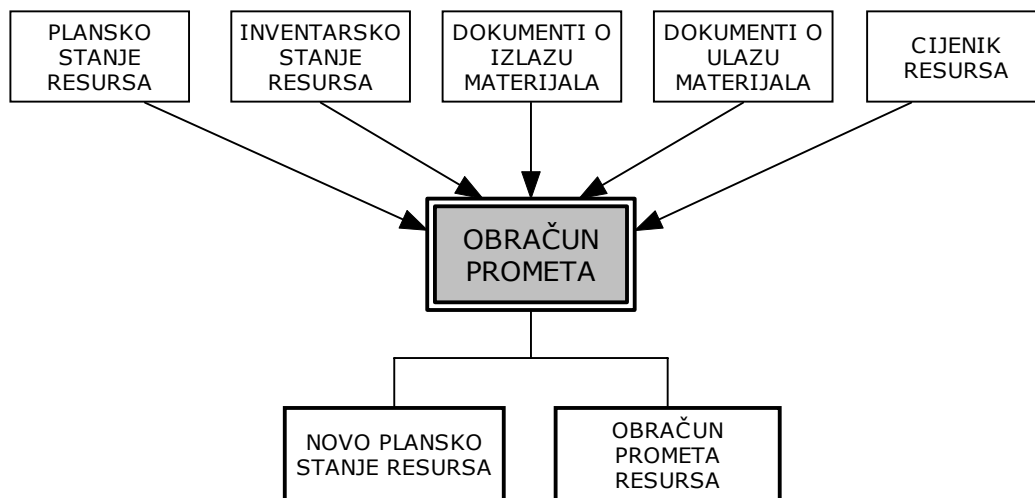 PLANSKO
STANJE
RESURSA
INVENTARSKO
STANJE
RESURSA
DOKUMENTI O
IZLAZU
MATERIJALA
DOKUMENTI O
ULAZU
MATERIJALA
CIJENIK
RESURSA
OBRAČUN
PROMETA
NOVO PLANSKO
STANJE RESURSA
OBRAČUN
PROMETA
RESURSA